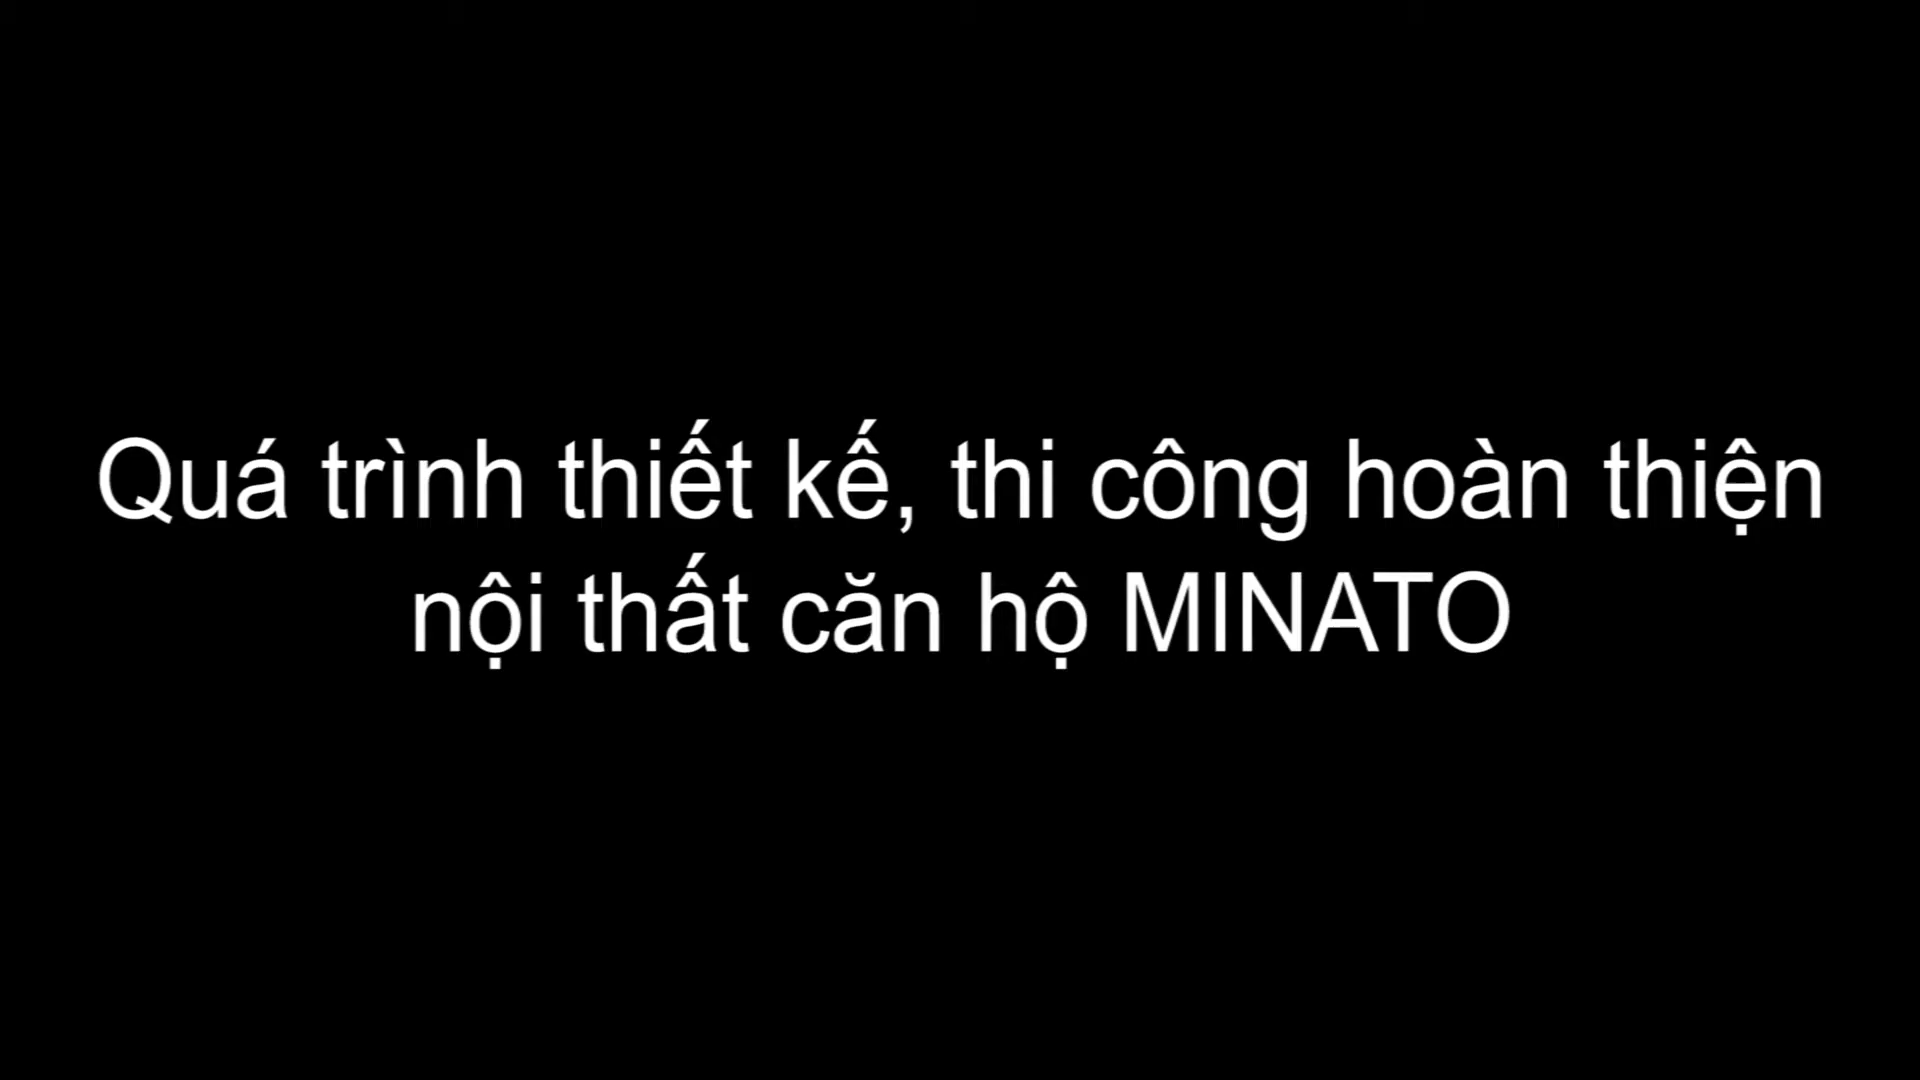 Quá trình thiết kế, thi công hoàn thiện
nội thất căn hộ MINATO